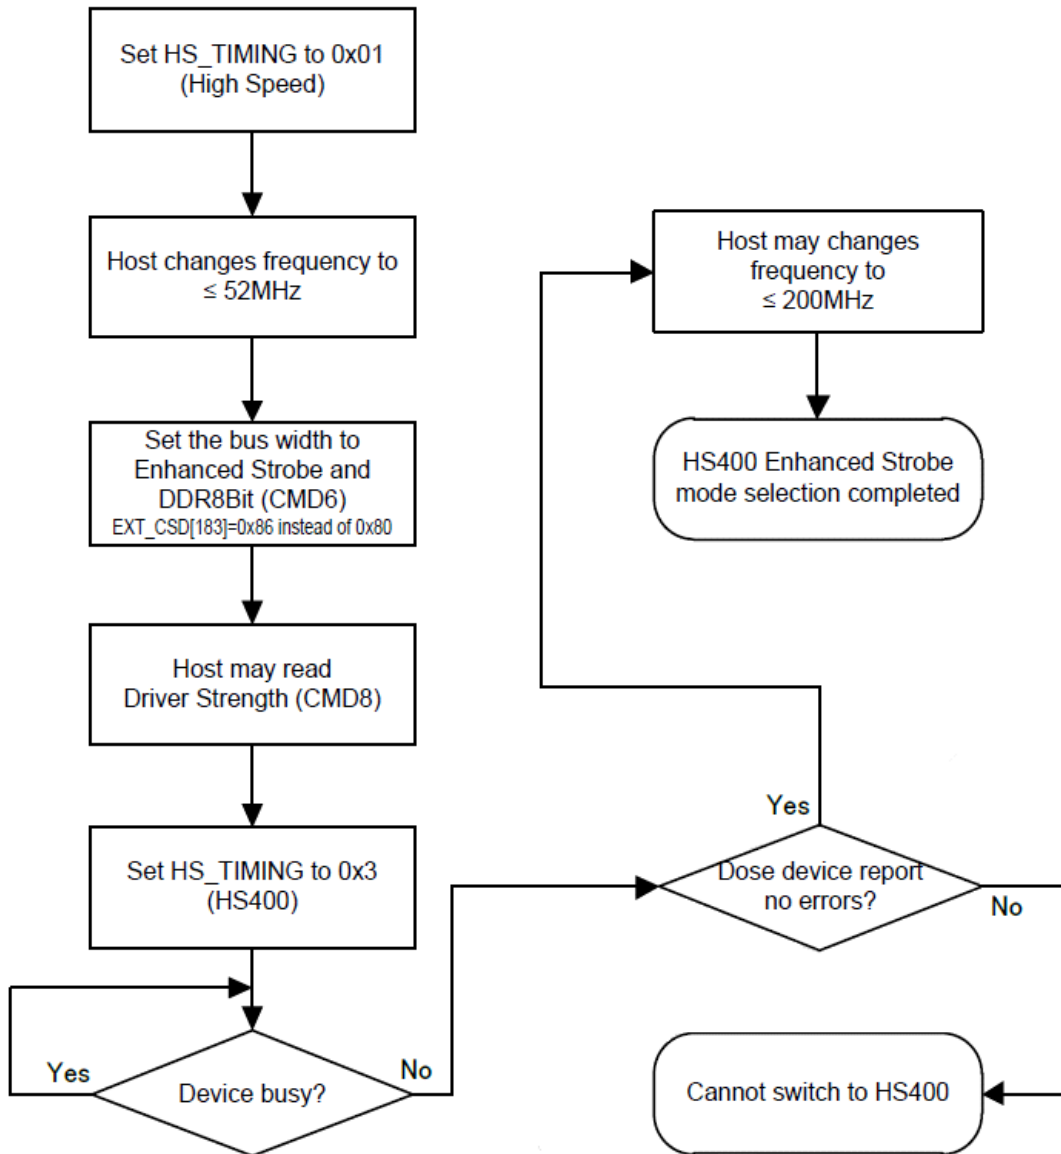 Set HS_TIMING to 0x01
(High Speed)
Host changes frequency to
≤ 52MHz
Set the bus width to
Enhanced Strobe and
DDR8Bit (CMD6)
EXT_CSD[183]=0x86 instead of 0x80
Host may read
Driver Strength (CMD8)
Set HS_TIMING to 0x3
(HS400)
Yes
Device busy?
No
Dose device report
no errors?
Yes
No
Host may changes
frequency to
≤ 200MHz
HS400 Enhanced Strobe
mode selection completed
Cannot switch to HS400